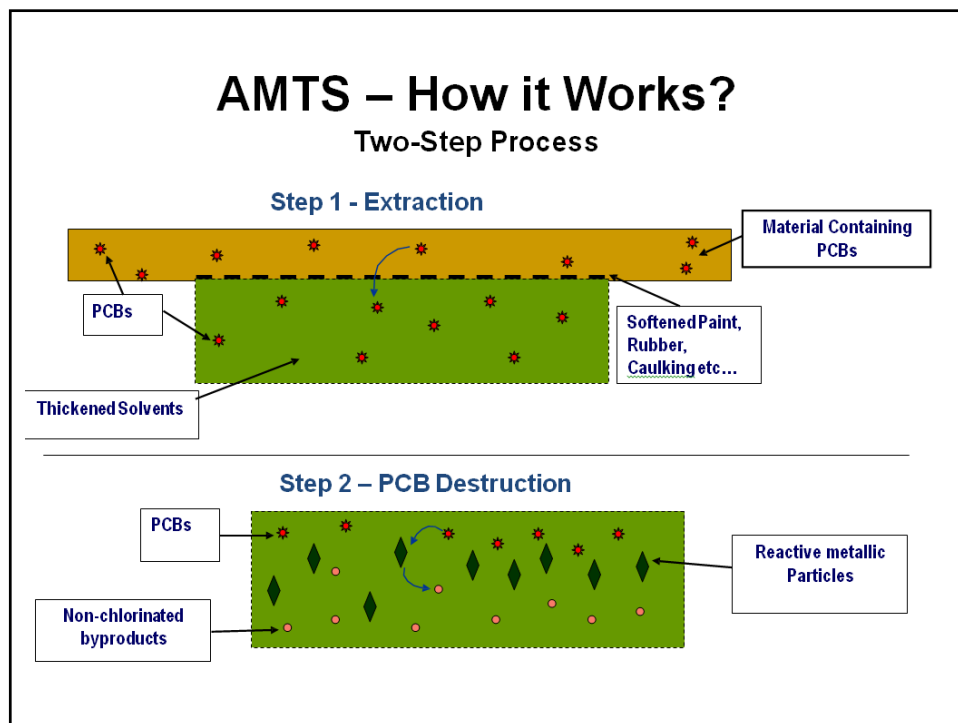 AMTS – How it Works?
Two-Step Process
Step 1 - Extraction
Material Containing
PCBs
PCBs
Softened Paint,
Rubber,
Caulking etc...
Thickened Solvents
Step 2 – PCB Destruction
PCBs
Reactive metallic
Particles
Non-chlorinated
byproducts